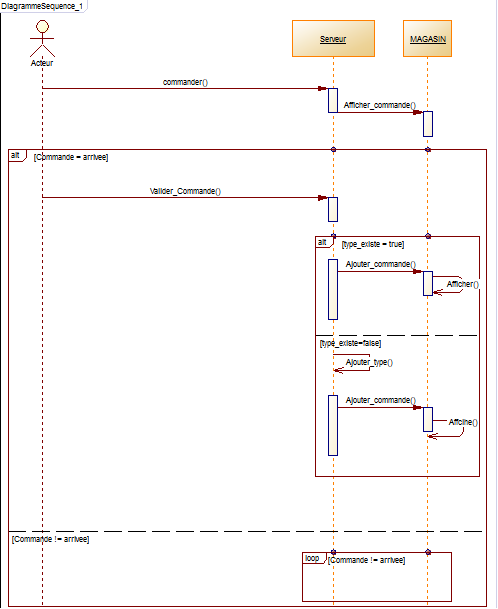 DiagrammeSequence_1
Serveur
MAGASIN
Acteur
commander()
Afficher_commande()
alt
[Commande = arrivee]
Valider_Commande()
alt
[type_existe = true]
Ajouter_commande()
Afficher()
[type_existe=false]
Ajouter_type()
Ajouter_commande()
Affcihe()
[Commande != arrivee]
loop
[Commande != arrivee]